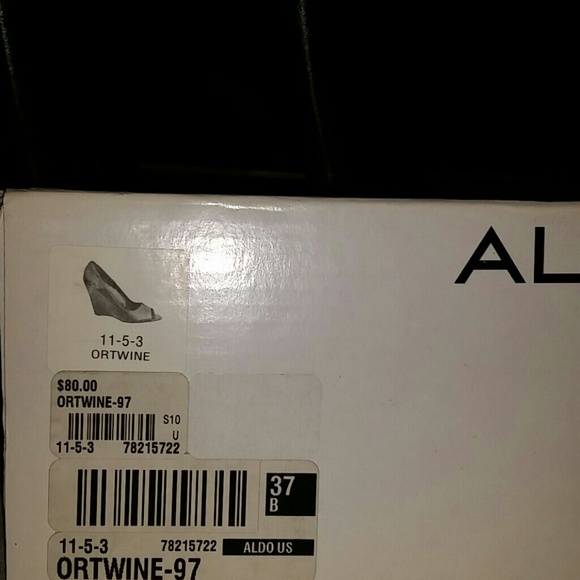 AL
11-5-3
ORTWINE
$80.00
ORTWINE-97
S10
U
11-5-3 78215722
37
B
11-5-3 78215722 ALDO US
ORTWINE-97